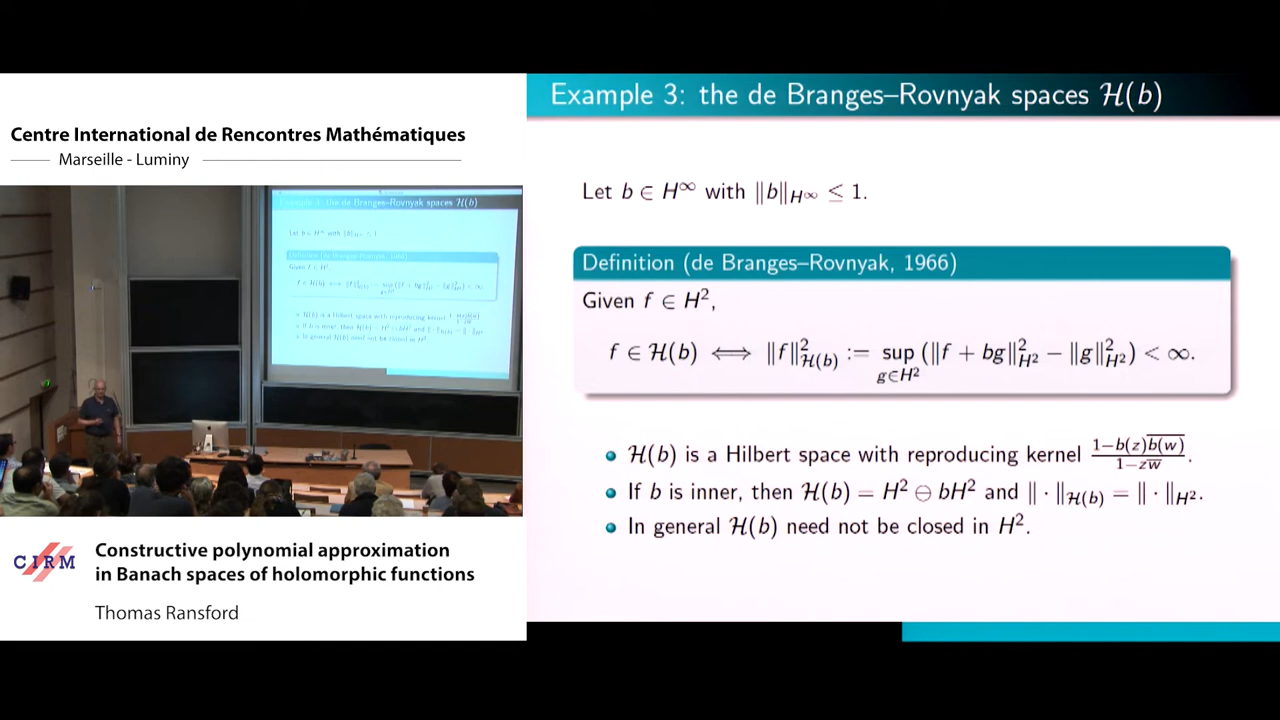 Centre International de Rencontres Mathématiques
Marseille - Luminy
CIRM
Constructive polynomial approximation
in Banach spaces of holomorphic functions
Thomas Ransford
Example 3: the de Branges–Rovnyak spaces ℋ(b)
Let b ∈ H^∞ with ‖b‖_{H^∞} ≤ 1.
Definition (de Branges–Rovnyak, 1966)
Given f ∈ H²,
f ∈ ℋ(b) ⟺ ‖f‖²_{ℋ(b)} := sup_{g∈H²} (‖f + bg‖²_{H²} − ‖g‖²_{H²}) < ∞.
• ℋ(b) is a Hilbert space with reproducing kernel \frac{1−b(z)\overline{b(w)}}{1−z\overline{w}}.
• If b is inner, then ℋ(b) = H² ⊖ bH² and ‖ · ‖_{ℋ(b)} = ‖ · ‖_{H²}.
• In general ℋ(b) need not be closed in H².